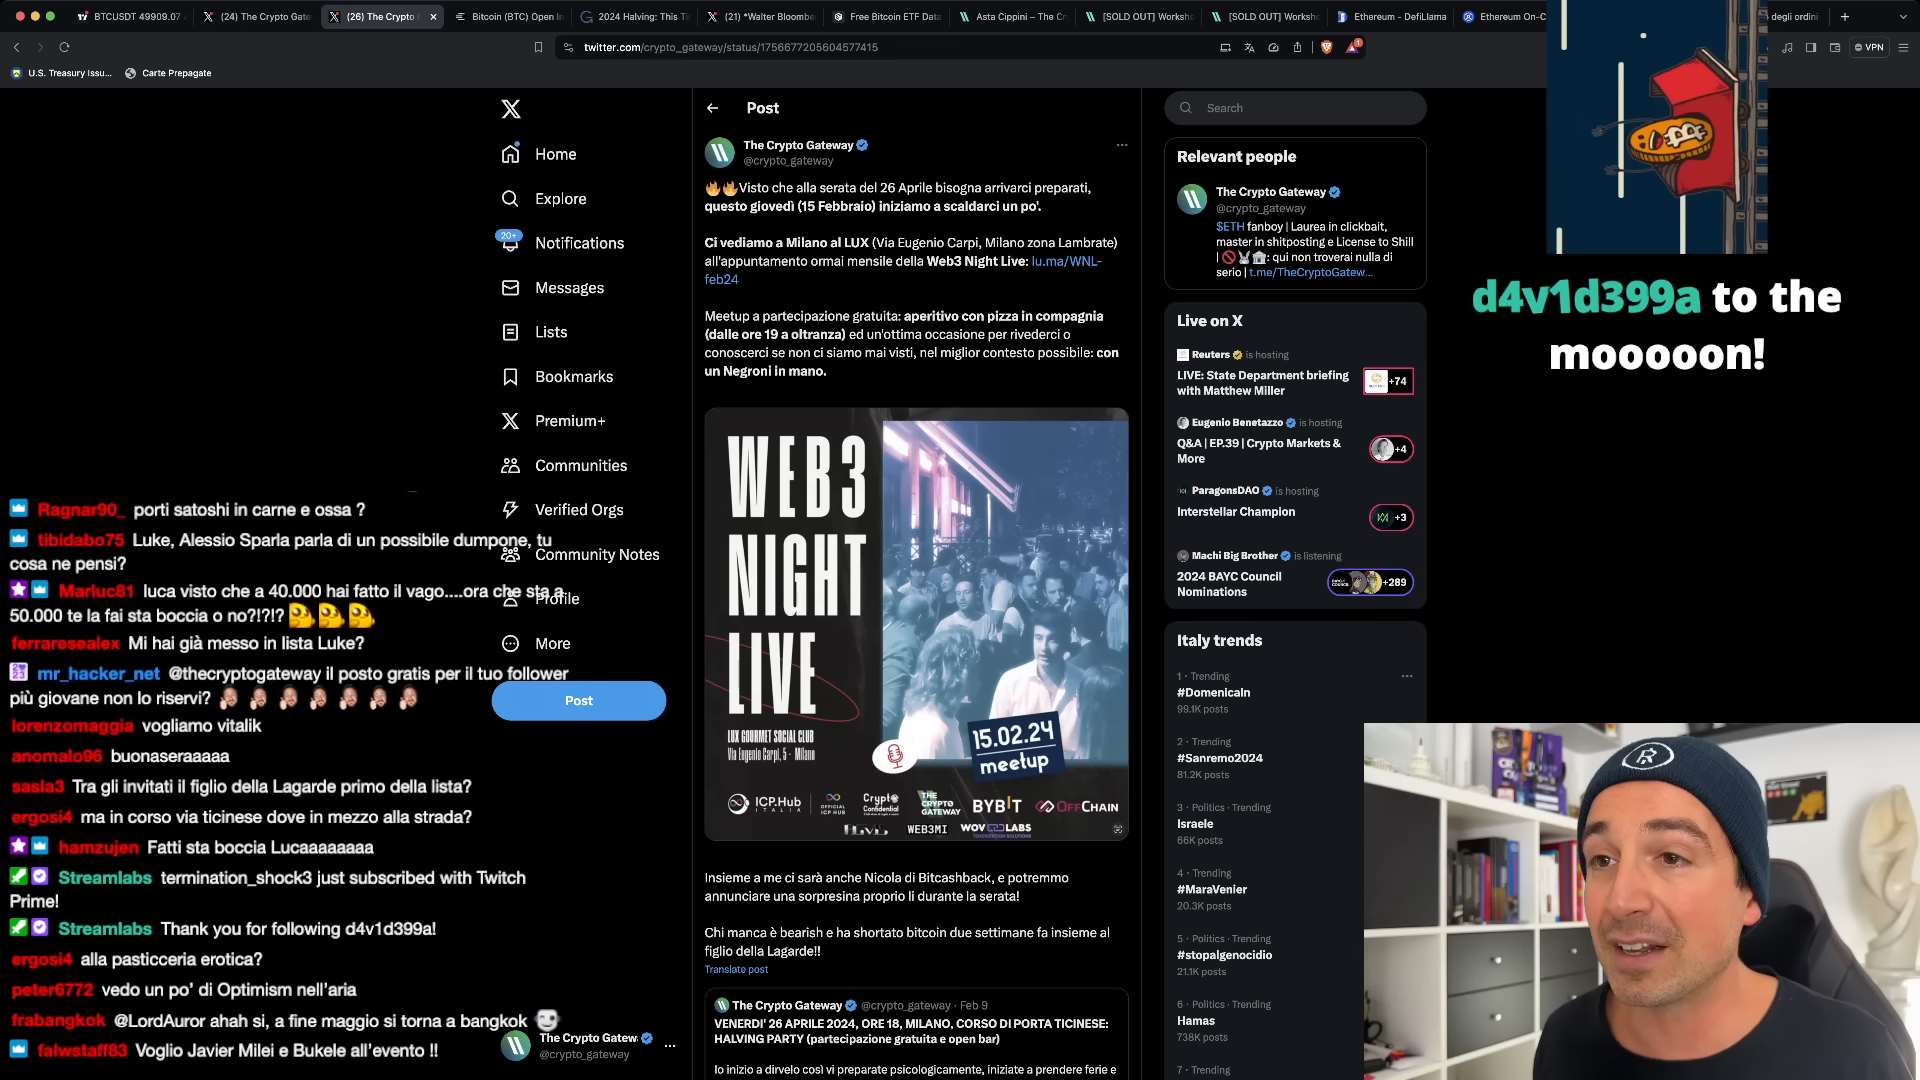 BTCUSDT 49909.07
(24) The Crypto Gate
(26) The Crypto
Bitcoin (BTC) Open In
2024 Halving: This T
(21) *Walter Bloomb
Free Bitcoin ETF Data
Asta Cippini – The Cr
[SOLD OUT] Worksho
[SOLD OUT] Worksho
Ethereum - DefiLlama
Ethereum On-C
degli ordini
twitter.com/crypto_gateway/status/1756677205604577415
VPN
U.S. Treasury Issu...
Carte Prepagate
Home
Explore
20+
Notifications
Messages
Lists
Bookmarks
Premium+
Communities
Verified Orgs
Community Notes
Profile
More
Post
The Crypto Gatew
@crypto_gateway
Post
The Crypto Gateway
@crypto_gateway
🔥🔥Visto che alla serata del 26 Aprile bisogna arrivarci preparati,
questo giovedì (15 Febbraio) iniziamo a scaldarci un po'.
Ci vediamo a Milano al LUX (Via Eugenio Carpi, Milano zona Lambrate)
all'appuntamento ormai mensile della Web3 Night Live: lu.ma/WNL-
feb24
Meetup a partecipazione gratuita: aperitivo con pizza in compagnia
(dalle ore 19 a oltranza) ed un'ottima occasione per rivederci o
conoscerci se non ci siamo mai visti, nel miglior contesto possibile: con
un Negroni in mano.
WEB3
NIGHT
LIVE
LUX GOURMET SOCIAL CLUB
Via Eugenio Carpi, 5 - Milano
15.02.24
meetup
ICP.Hub
ITALIA
OFFICIAL
ICP HUB
Crypto
Confidential
THE
CRYPTO
GATEWAY
BYBIT
OFFCHAIN
WEB3MI
WOVLABS
Insieme a me ci sarà anche Nicola di Bitcashback, e potremmo
annunciare una sorpresina proprio lì durante la serata!
Chi manca è bearish e ha shortato bitcoin due settimane fa insieme al
figlio della Lagarde!!
Translate post
The Crypto Gateway @crypto_gateway · Feb 9
VENERDI' 26 APRILE 2024, ORE 18, MILANO, CORSO DI PORTA TICINESE:
HALVING PARTY (partecipazione gratuita e open bar)
Io inizio a dirvelo così vi preparate psicologicamente, iniziate a prendere ferie e
Search
Relevant people
The Crypto Gateway
@crypto_gateway
$ETH fanboy | Laurea in clickbait,
master in shitposting e License to Shill
| 🚫🐰🏠: qui non troverai nulla di
serio | t.me/TheCryptoGatew...
Live on X
Reuters is hosting
LIVE: State Department briefing
with Matthew Miller
+74
Eugenio Benetazzo is hosting
Q&A | EP.39 | Crypto Markets &
More
+4
ParagonsDAO is hosting
Interstellar Champion
+3
Machi Big Brother is listening
2024 BAYC Council
Nominations
+289
Italy trends
1 · Trending
#DomenicaIn
99.1K posts
2 · Trending
#Sanremo2024
81.2K posts
3 · Politics · Trending
Israele
66K posts
4 · Trending
#MaraVenier
20.3K posts
5 · Politics · Trending
#stopalgenocidio
21.1K posts
6 · Politics · Trending
Hamas
738K posts
7 · Trending
d4v1d399a to the
mooooon!
Ragnar90_ porti satoshi in carne e ossa ?
tibidabo75 Luke, Alessio Sparla parla di un possibile dumpone, tu
cosa ne pensi?
Marluc81 luca visto che a 40.000 hai fatto il vago....ora che sta a
50.000 te la fai sta boccia o no?!?!?
ferraresealex Mi hai già messo in lista Luke?
mr_hacker_net @thecryptogateway il posto gratis per il tuo follower
più giovane non lo riservi?
lorenzomaggia vogliamo vitalik
anomalo96 buonaseraaaaa
sasla3 Tra gli invitati il figlio della Lagarde primo della lista?
ergosi4 ma in corso via ticinese dove in mezzo alla strada?
hamzujen Fatti sta boccia Lucaaaaaaaa
Streamlabs termination_shock3 just subscribed with Twitch
Prime!
Streamlabs Thank you for following d4v1d399a!
ergosi4 alla pasticceria erotica?
peter6772 vedo un po' di Optimism nell'aria
frabangkok @LordAuror ahah si, a fine maggio si torna a bangkok
falwstaff83 Voglio Javier Milei e Bukele all'evento !!